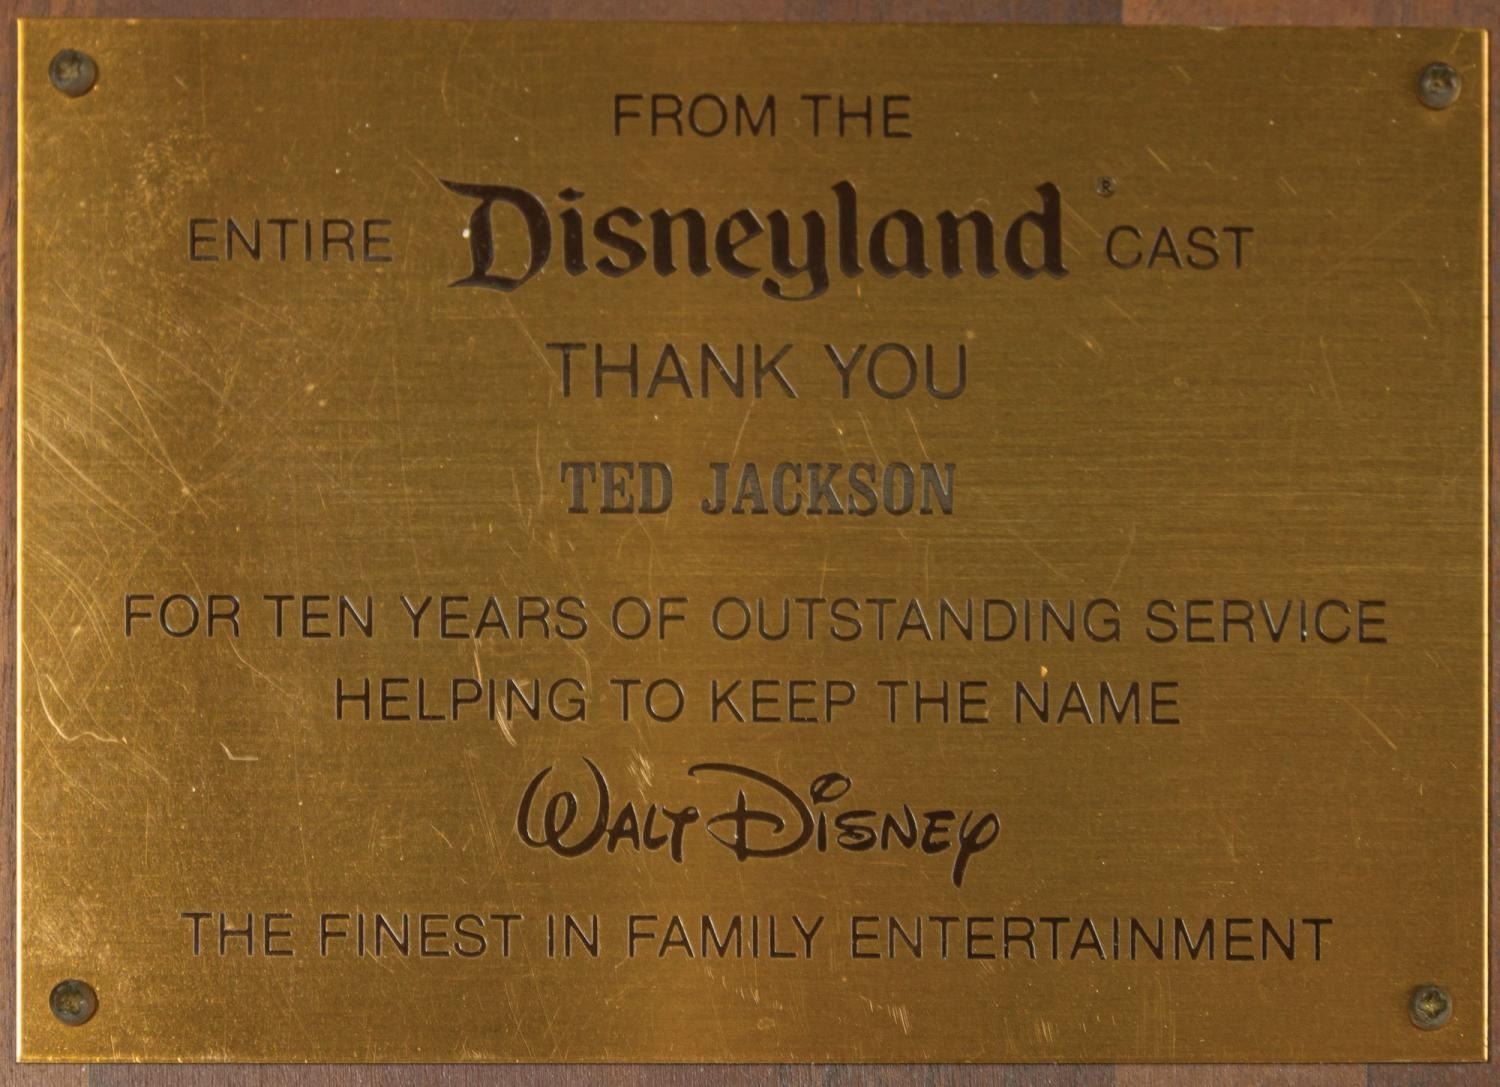 FROM THE
ENTIRE Disneyland® CAST
THANK YOU
TED JACKSON
FOR TEN YEARS OF OUTSTANDING SERVICE
HELPING TO KEEP THE NAME
WALT DISNEY
THE FINEST IN FAMILY ENTERTAINMENT